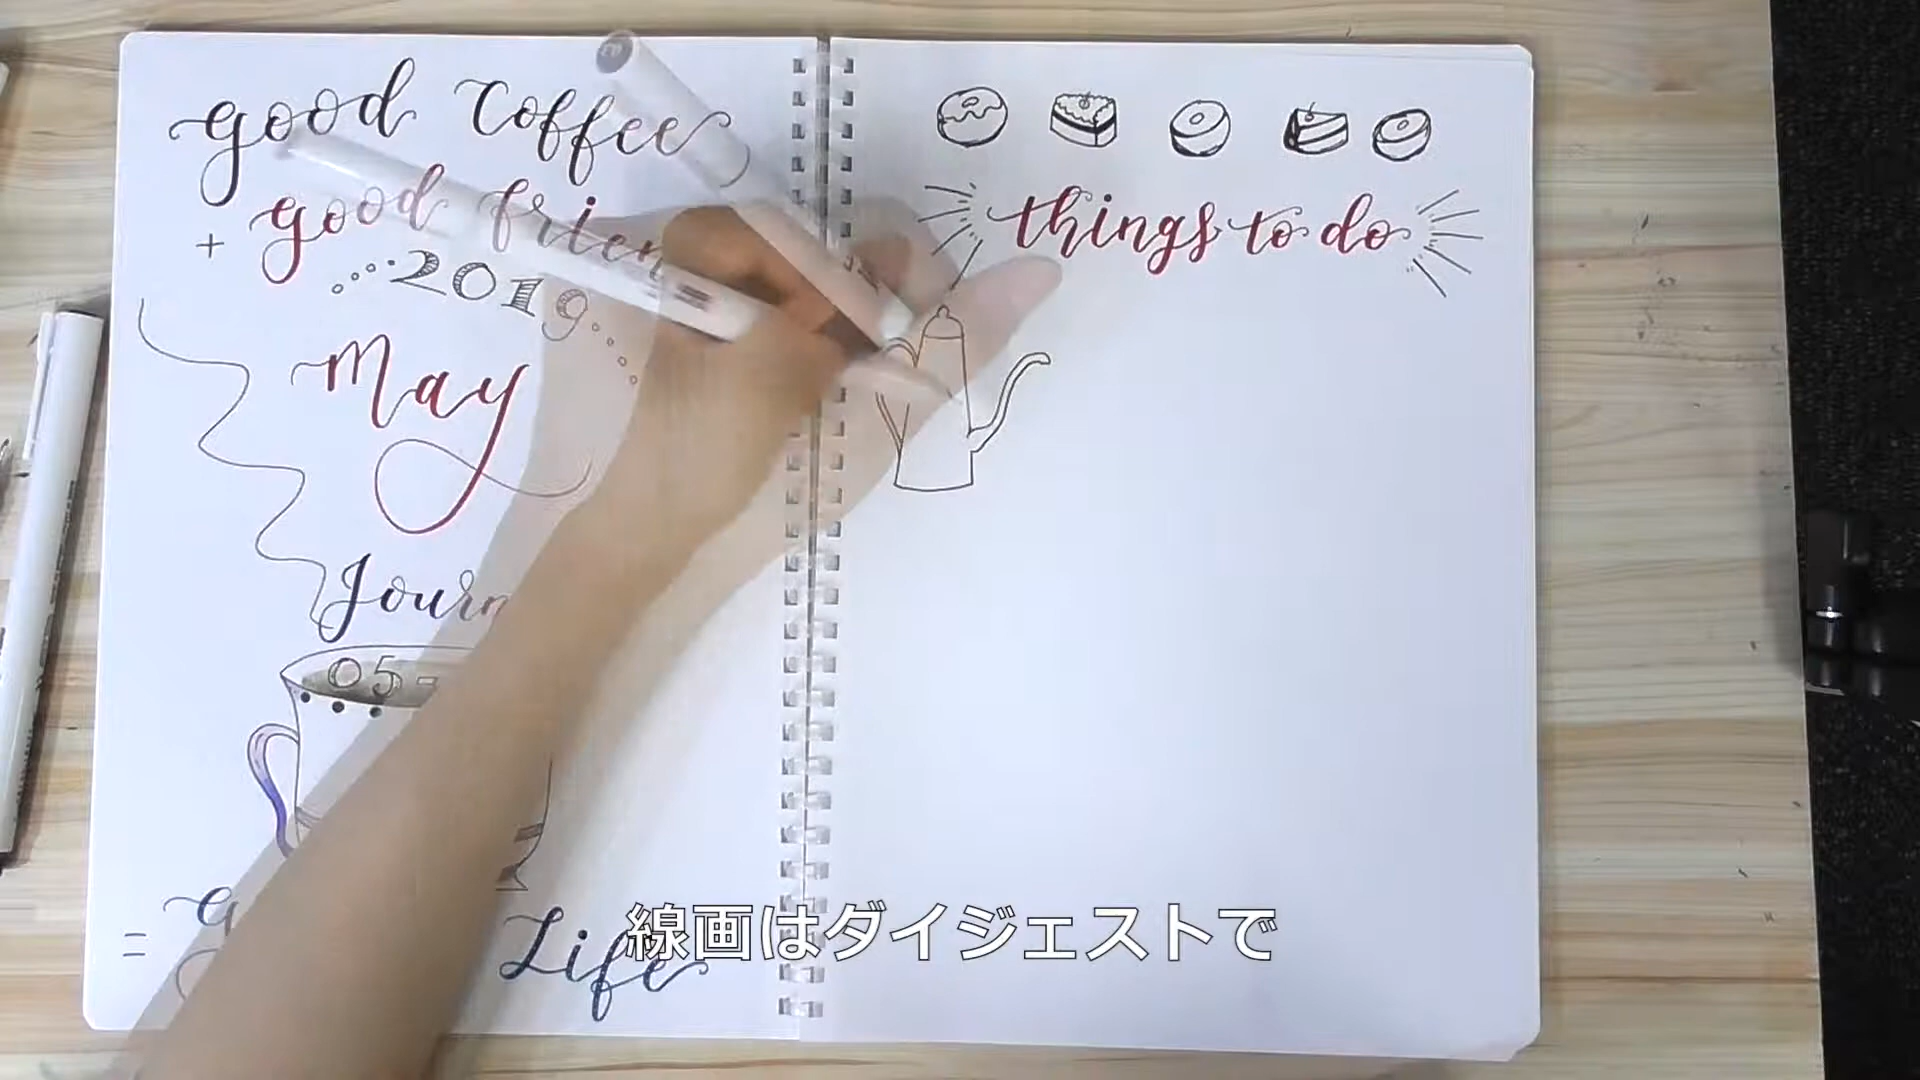 good Coffee
+ good frien
2019
May
Journ
05-
= G
Life
things to do
線画はダイジェストで